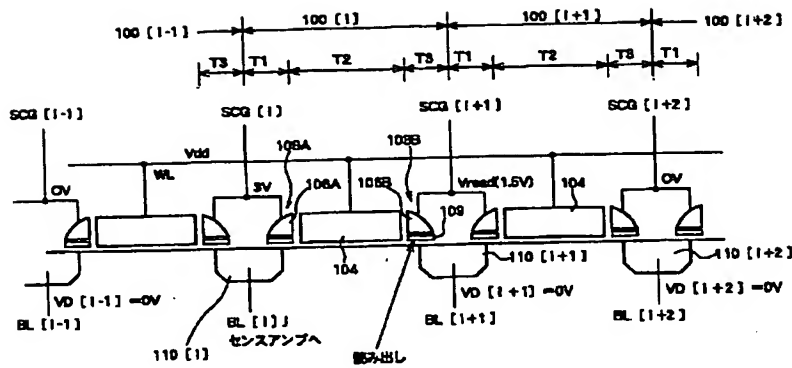 100 [i-1]
100 [i]
100 [i+1]
100 [i+2]
T3
T1
T2
T3
T1
T2
T3
T1
SCG [i-1]
SCG [i]
SCG [i+1]
SCG [i+2]
Vdd
WL
108A
108B
0V
3V
106A
106B
Vread(1.5V)
104
0V
109
104
110 [i+1]
110 [i+2]
VD [i-1] =0V
VD [i+1] =0V
VD [i+2] =0V
BL [i-1]
BL [i]
BL [i+1]
BL [i+2]
センスアンプへ
110 [i]
読み出し